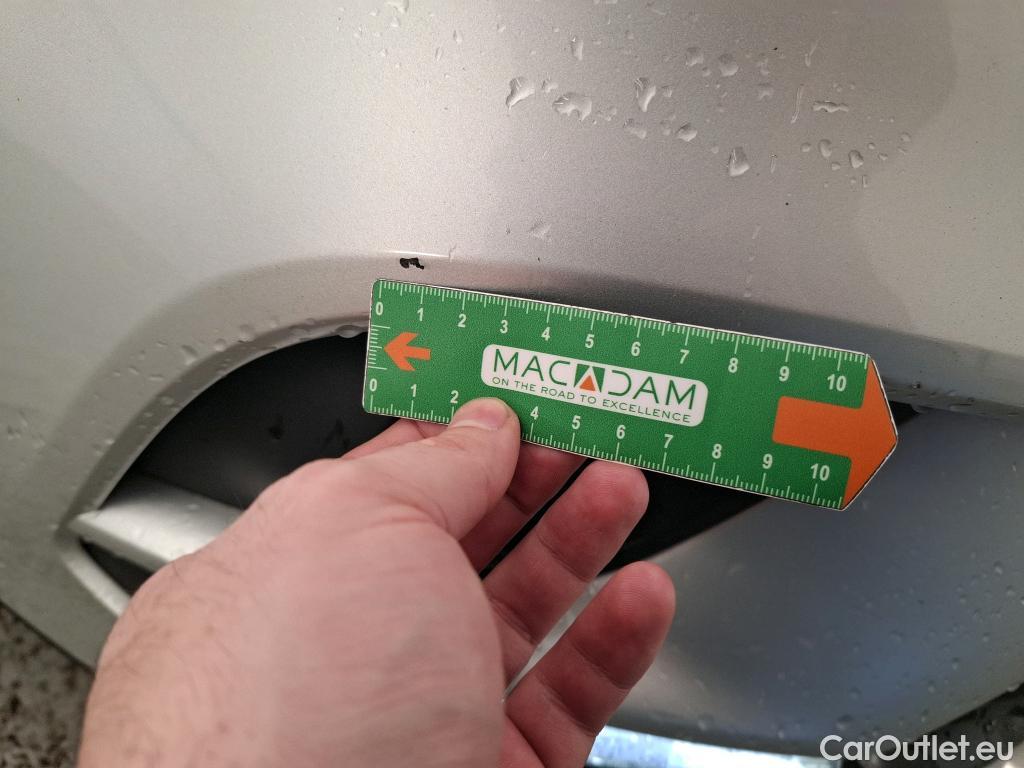 0 1 2 3 4 5 6 7 8 9 10
MACADAM
ON THE ROAD TO EXCELLENCE
0 1 2 4 5 6 7 8 9 10
CarOutlet.eu